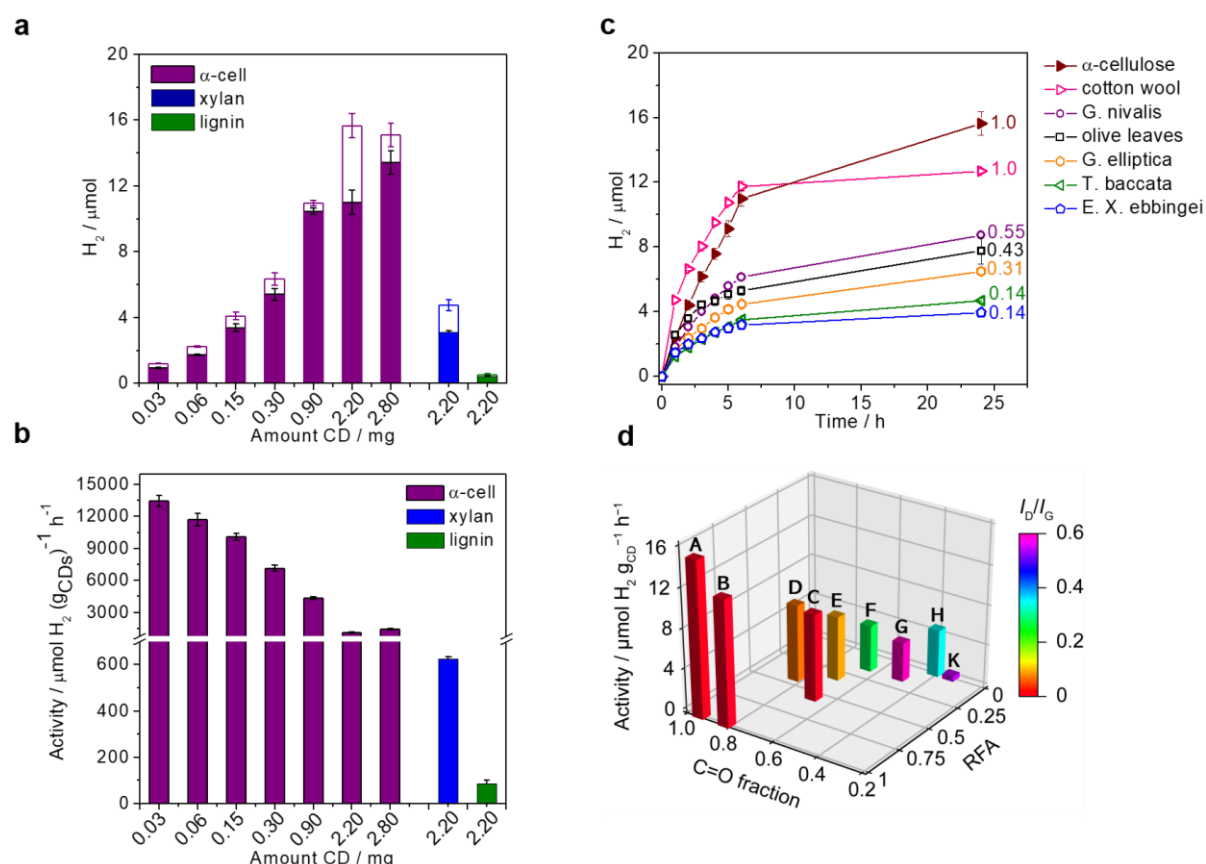 a
20
16
12
8
4
0
H₂ / μmol
α-cell
xylan
lignin
0.03 0.06 0.15 0.30 0.90 2.20 2.80 2.20 2.20
Amount CD / mg
b
15000
12000
9000
6000
3000
600
400
200
0
Activity / μmol H₂ (g_CDs)⁻¹ h⁻¹
α-cell
xylan
lignin
0.03 0.06 0.15 0.30 0.90 2.20 2.80 2.20 2.20
Amount CD / mg
c
20
16
12
8
4
0
H₂ / μmol
1.0
1.0
0.55
0.43
0.31
0.14
0.14
0 5 10 15 20 25
Time / h
α-cellulose
cotton wool
G. nivalis
olive leaves
G. elliptica
T. baccata
E. X. ebbingei
d
16
12
8
4
0
Activity / μmol H₂ g_CD⁻¹ h⁻¹
A
B
D
C
E
F
G
H
K
1.0 0.8 0.6 0.4 0.2
C=O fraction
1 0.75 0.5 0.25 0
RFA
I_D/I_G
0.6
0.4
0.2
0